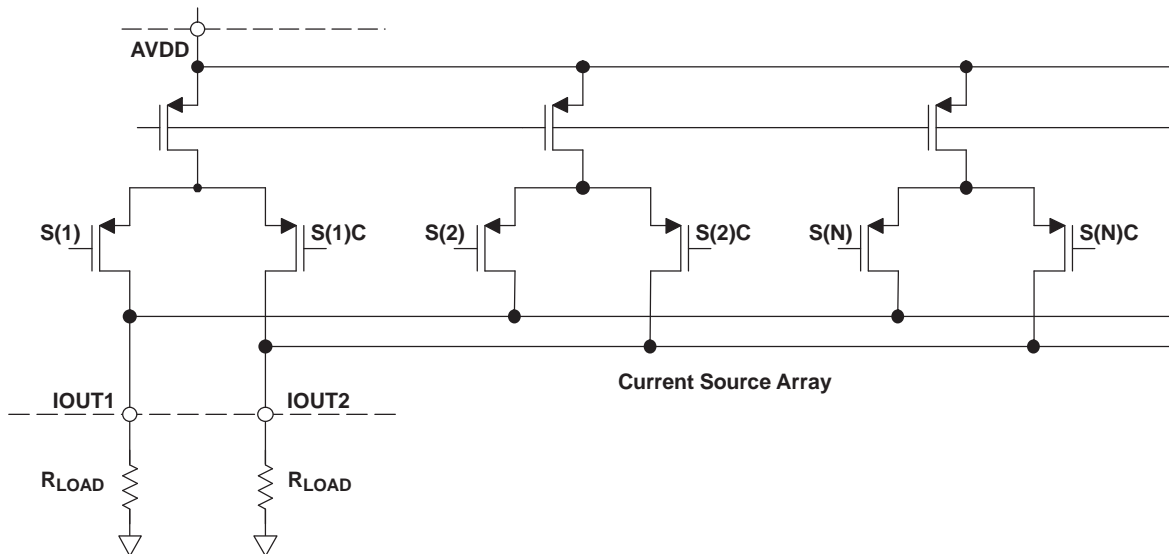 AVDD
S(1)
S(1)C
S(2)
S(2)C
S(N)
S(N)C
Current Source Array
IOUT1
IOUT2
RLOAD
RLOAD